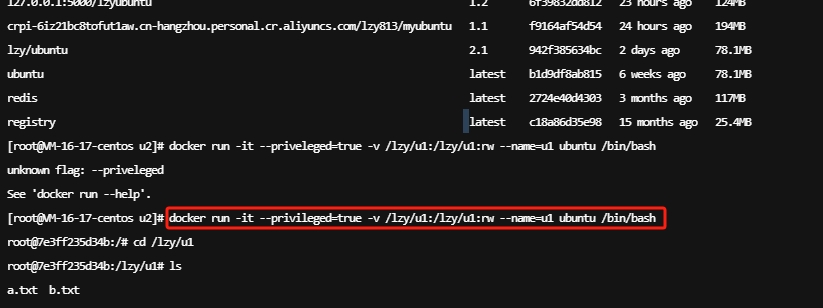 127.0.0.1:5000/lzyubuntu 1.2 6f39832dd812 23 hours ago 124MB
crpi-6iz21bc8tofut1aw.cn-hangzhou.personal.cr.aliyuncs.com/lzy813/myubuntu 1.1 f9164af54d54 24 hours ago 194MB
lzy/ubuntu 2.1 942f385634bc 2 days ago 78.1MB
ubuntu latest b1d9df8ab815 6 weeks ago 78.1MB
redis latest 2724e40d4303 3 months ago 117MB
registry latest c18a86d35e98 15 months ago 25.4MB
[root@VM-16-17-centos u2]# docker run -it --priveleged=true -v /lzy/u1:/lzy/u1:rw --name=u1 ubuntu /bin/bash
unknown flag: --priveleged
See 'docker run --help'.
[root@VM-16-17-centos u2]# docker run -it --privileged=true -v /lzy/u1:/lzy/u1:rw --name=u1 ubuntu /bin/bash
root@7e3ff235d34b:/# cd /lzy/u1
root@7e3ff235d34b:/lzy/u1# ls
a.txt  b.txt